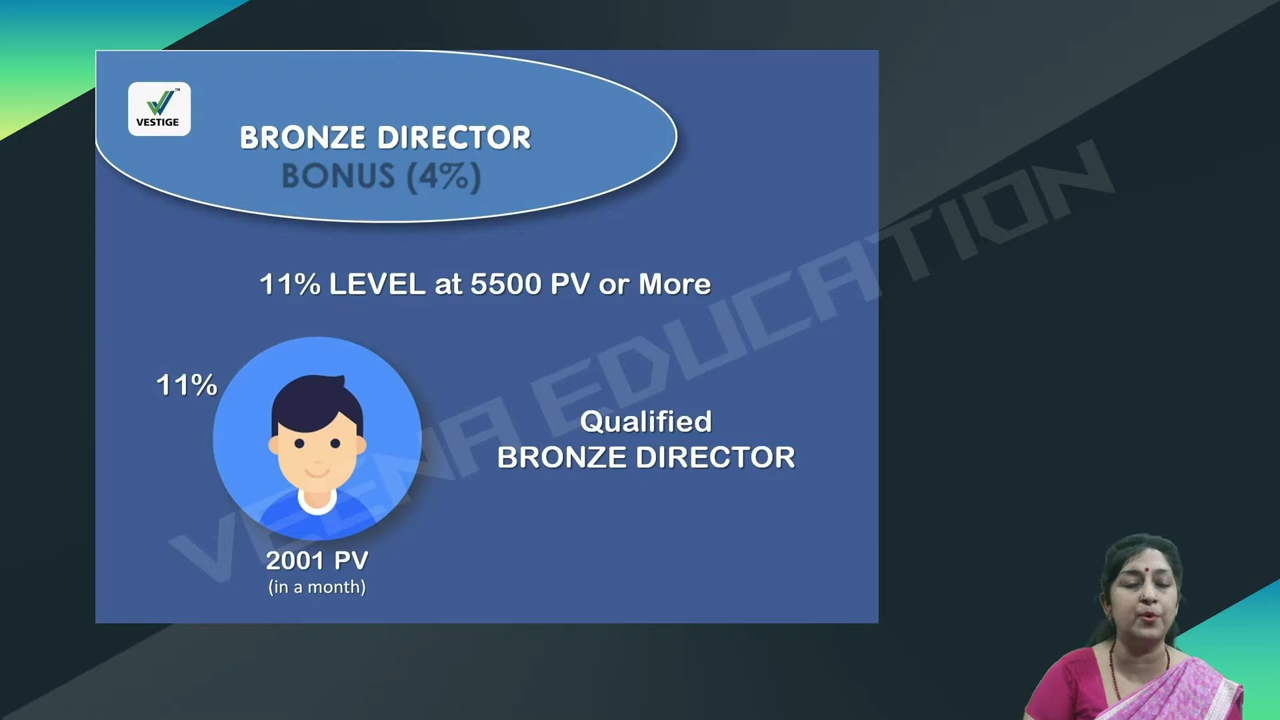 VESTIGE
BRONZE DIRECTOR
BONUS (4%)
11% LEVEL at 5500 PV or More
11%
Qualified
BRONZE DIRECTOR
2001 PV
(in a month)
VEENA EDUCATION